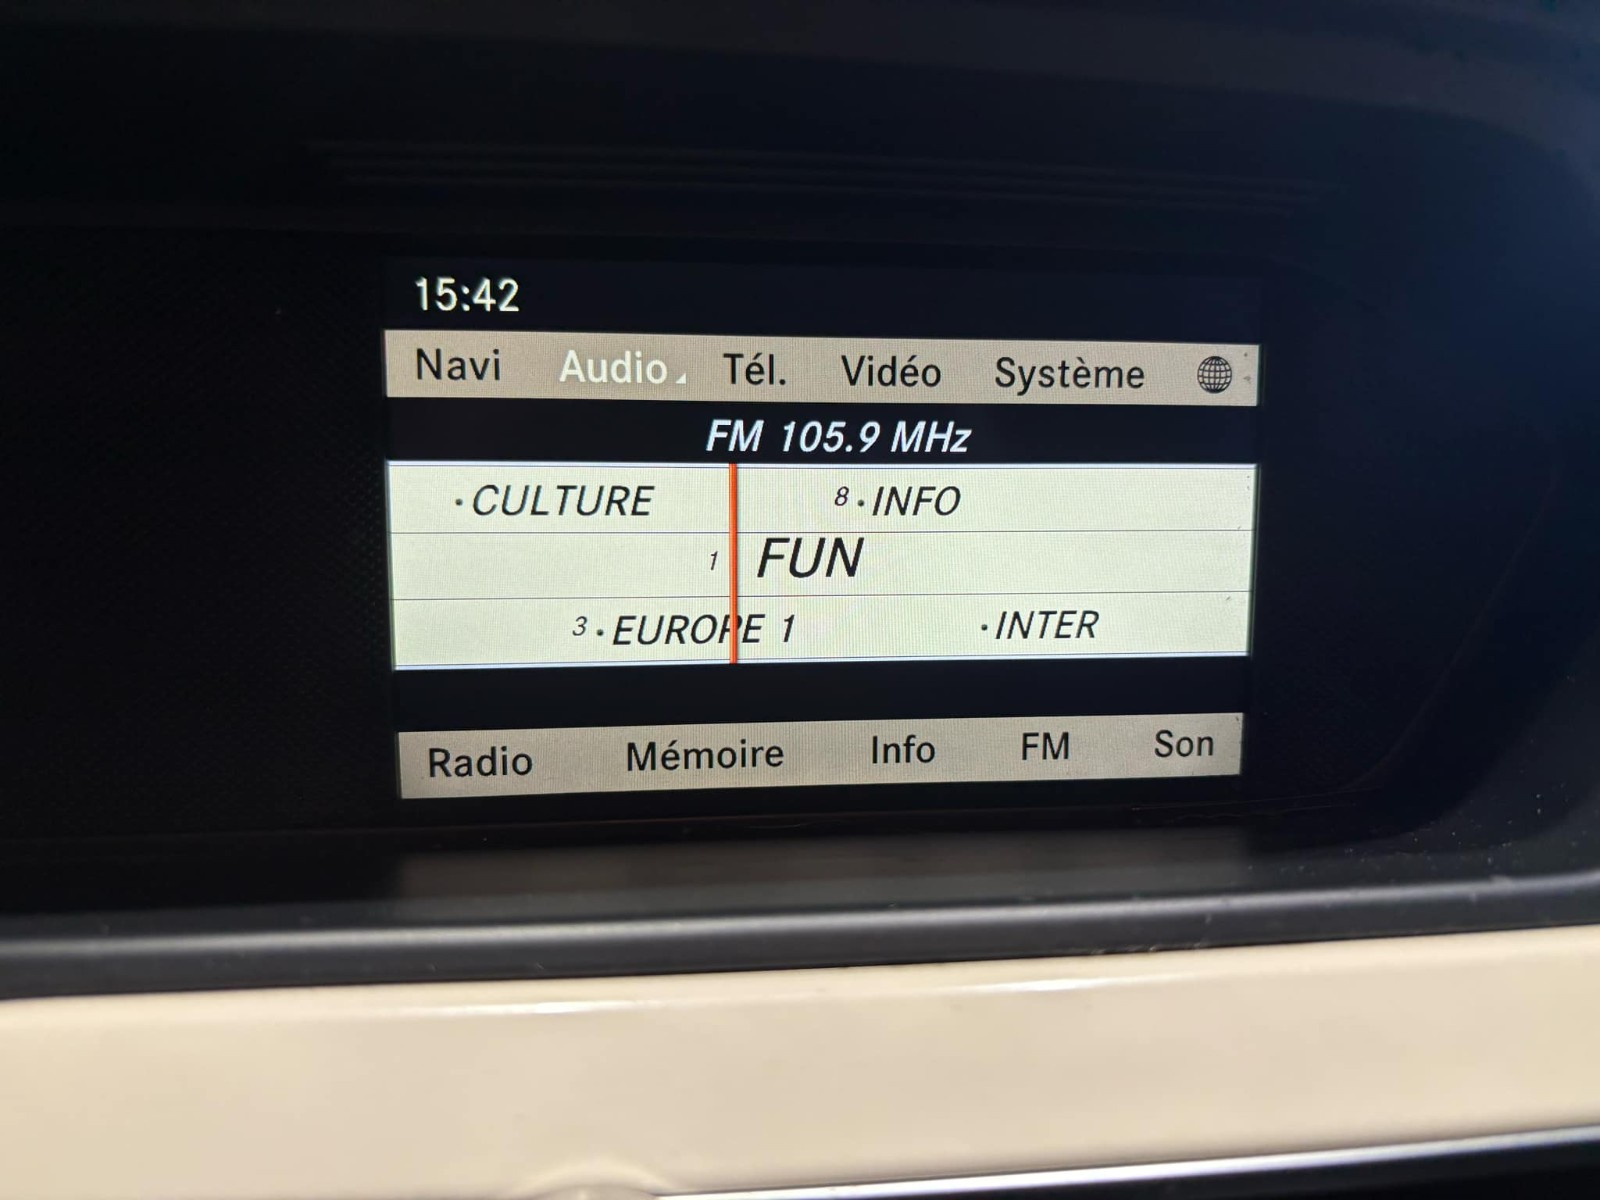 15:42
Navi Audio Tél. Vidéo Système
FM 105.9 MHz
·CULTURE 8·INFO
1 FUN
3·EUROPE 1 ·INTER
Radio Mémoire Info FM Son